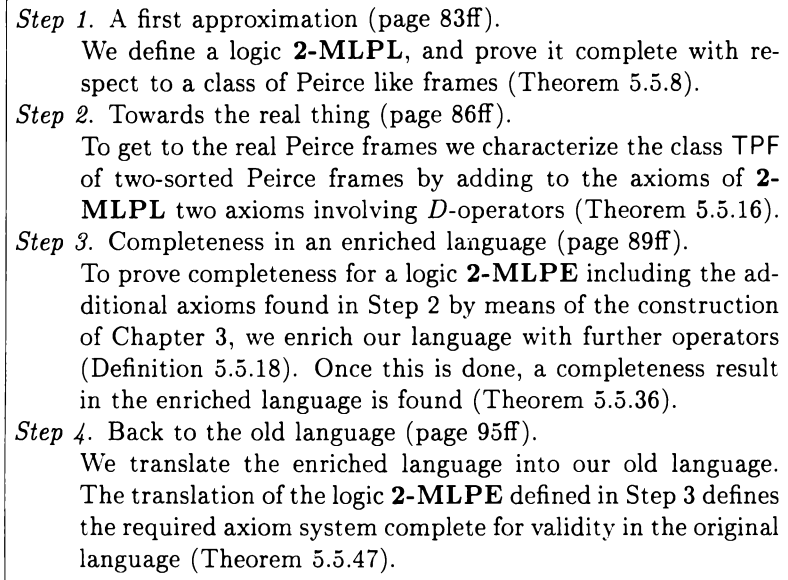 Step 1. A first approximation (page 83ff).
We define a logic 2-MLPL, and prove it complete with re-
spect to a class of Peirce like frames (Theorem 5.5.8).
Step 2. Towards the real thing (page 86ff).
To get to the real Peirce frames we characterize the class TPF
of two-sorted Peirce frames by adding to the axioms of 2-
MLPL two axioms involving D-operators (Theorem 5.5.16).
Step 3. Completeness in an enriched language (page 89ff).
To prove completeness for a logic 2-MLPE including the ad-
ditional axioms found in Step 2 by means of the construction
of Chapter 3, we enrich our language with further operators
(Definition 5.5.18). Once this is done, a completeness result
in the enriched language is found (Theorem 5.5.36).
Step 4. Back to the old language (page 95ff).
We translate the enriched language into our old language.
The translation of the logic 2-MLPE defined in Step 3 defines
the required axiom system complete for validity in the original
language (Theorem 5.5.47).